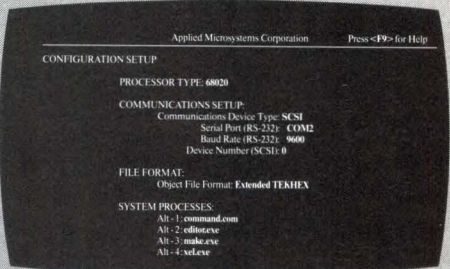 Applied Microsystems Corporation Press <F9> for Help
CONFIGURATION SETUP
PROCESSOR TYPE: 68020
COMMUNICATIONS SETUP:
Communications Device Type: SCSI
Serial Port (RS-232): COM2
Baud Rate (RS-232): 9600
Device Number (SCSI): 0
FILE FORMAT:
Object File Format: Extended TEKHEX
SYSTEM PROCESSES:
Alt - 1: command.com
Alt - 2: editor.exe
Alt - 3: make.exe
Alt - 4: xel.exe